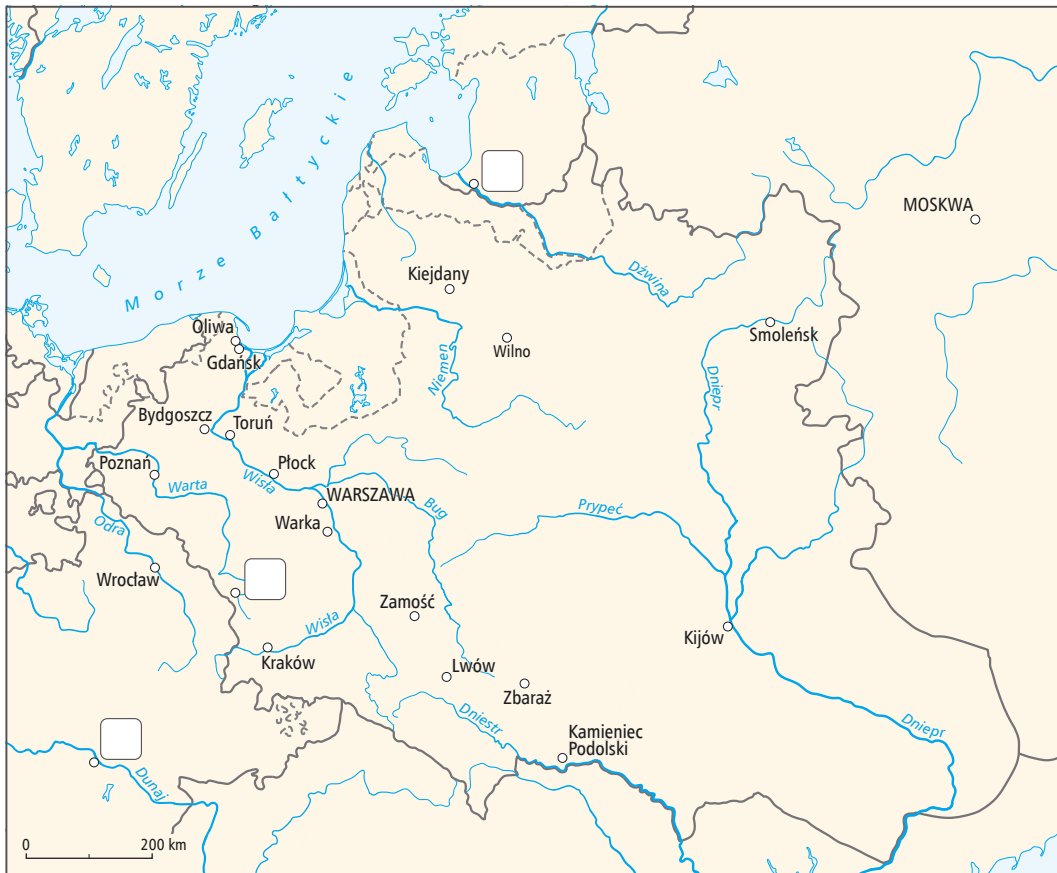 MOSKWA
Morze Bałtyckie
Kiejdany
Dźwina
Oliwa
Gdańsk
Wilno
Smoleńsk
Niemen
Dniepr
Bydgoszcz
Toruń
Poznań
Płock
Warta
Wisła
WARSZAWA
Bug
Prypeć
Odra
Warka
Wrocław
Zamość
Wisła
Kijów
Kraków
Lwów
Zbaraż
Dniestr
Kamieniec
Podolski
Dniepr
Dunaj
0 200 km